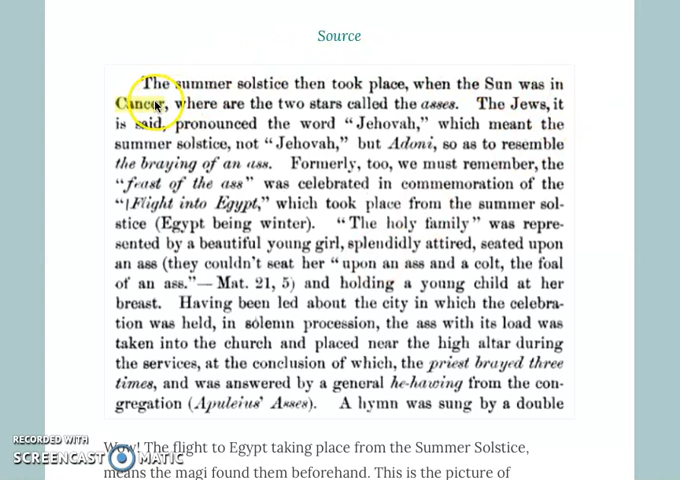 Source
The summer solstice then took place, when the Sun was in
Cancer, where are the two stars called the asses. The Jews, it
is said, pronounced the word "Jehovah," which meant the
summer solstice, not "Jehovah," but Adoni, so as to resemble
the braying of an ass. Formerly, too, we must remember, the
"feast of the ass" was celebrated in commemoration of the
"Flight into Egypt," which took place from the summer sol-
stice (Egypt being winter). "The holy family" was repre-
sented by a beautiful young girl, splendidly attired, seated upon
an ass (they couldn't seat her "upon an ass and a colt, the foal
of an ass."—Mat. 21, 5) and holding a young child at her
breast. Having been led about the city in which the celebra-
tion was held, in solemn procession, the ass with its load was
taken into the church and placed near the high altar during
the services, at the conclusion of which, the priest brayed three
times, and was answered by a general he-hawing from the con-
gregation (Apuleius' Asses). A hymn was sung by a double
Wow! The flight to Egypt taking place from the Summer Solstice,
means the magi found them beforehand. This is the picture of
RECORDED WITH
SCREENCAST MATIC